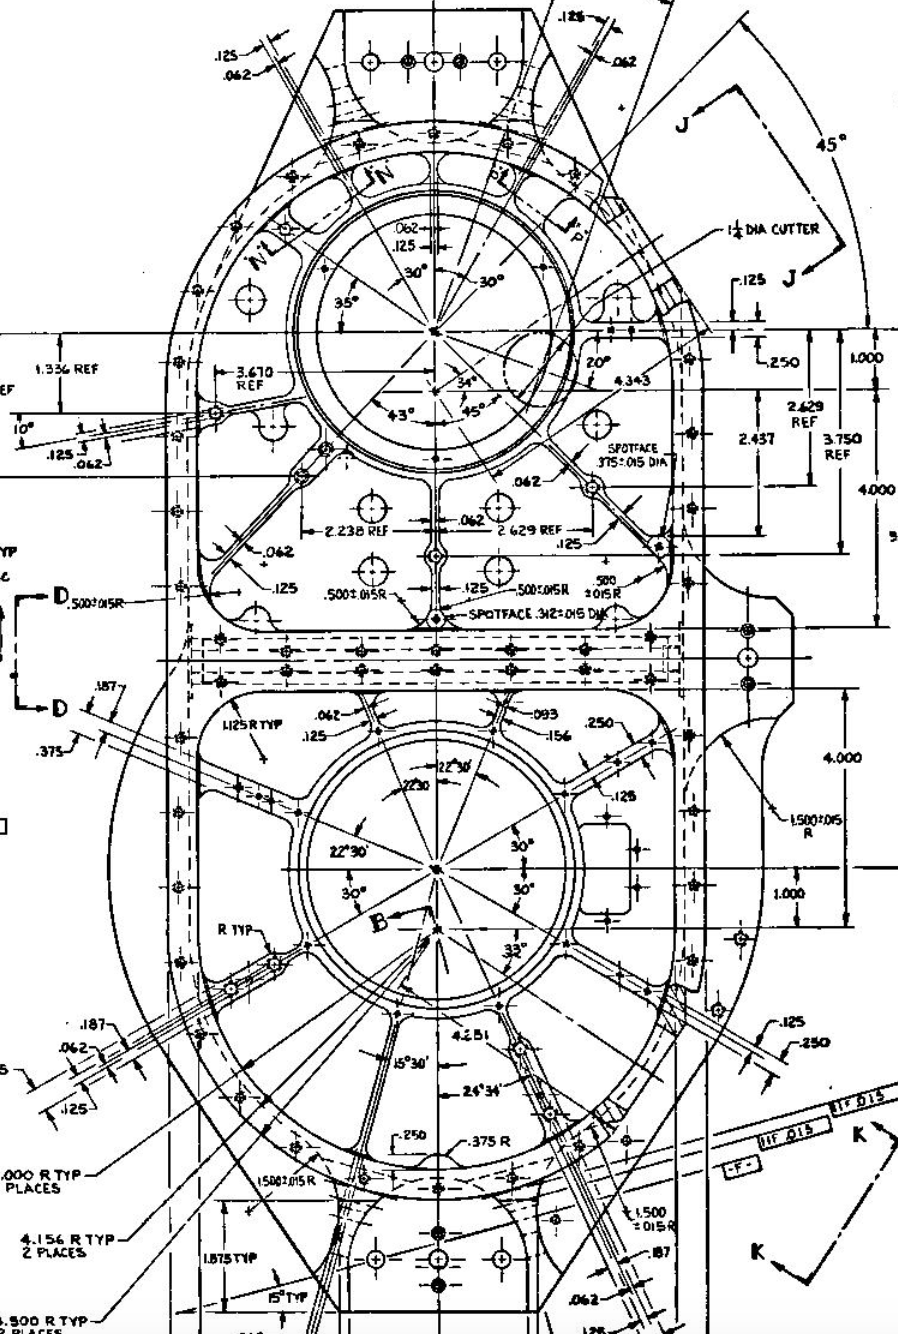 .125
.125
.062
.062
J
45°
N
P
1¼ DIA CUTTER
.062
.125
N
P
J
30°
30°
.125
35°
1.336 REF
3.670
REF
34°
20°
4.343
.250
1.000
EF
10°
43°
45°
2.629
REF
.125
.062
SPOTFACE
.375±.015 DIA
2.437
3.750
REF
.062
4.000
2.238 REF
.062
2.629 REF
.125
YP
.062
C
.125
.500±.015R
.125
.500±.015R
.500
±.015R
D
.500±.015R
SPOTFACE .312±.015 DIA
D
.187
1.125 R TYP
.062
.125
.093
.156
.250
.375
4.000
22°30'
22°30'
.125
1.500±.015
R
22°30'
30°
30°
30°
1.000
B
R TYP
33°
.187
4.251
.125
.062
.250
15°30'
.125
24°34'
.250
.375 R
IIF .015
IIF .015
K
-F-
.000 R TYP
PLACES
1.500±.015R
4.156 R TYP
2 PLACES
1.500
±.015R
1.875 TYP
.187
K
15° TYP
.062
.500 R TYP
PLACES
.125